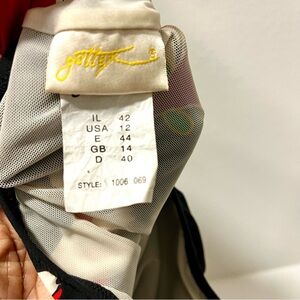 gottex
IL 42
USA 12
E 44
GB 14
D 40
STYLE: 1006 069